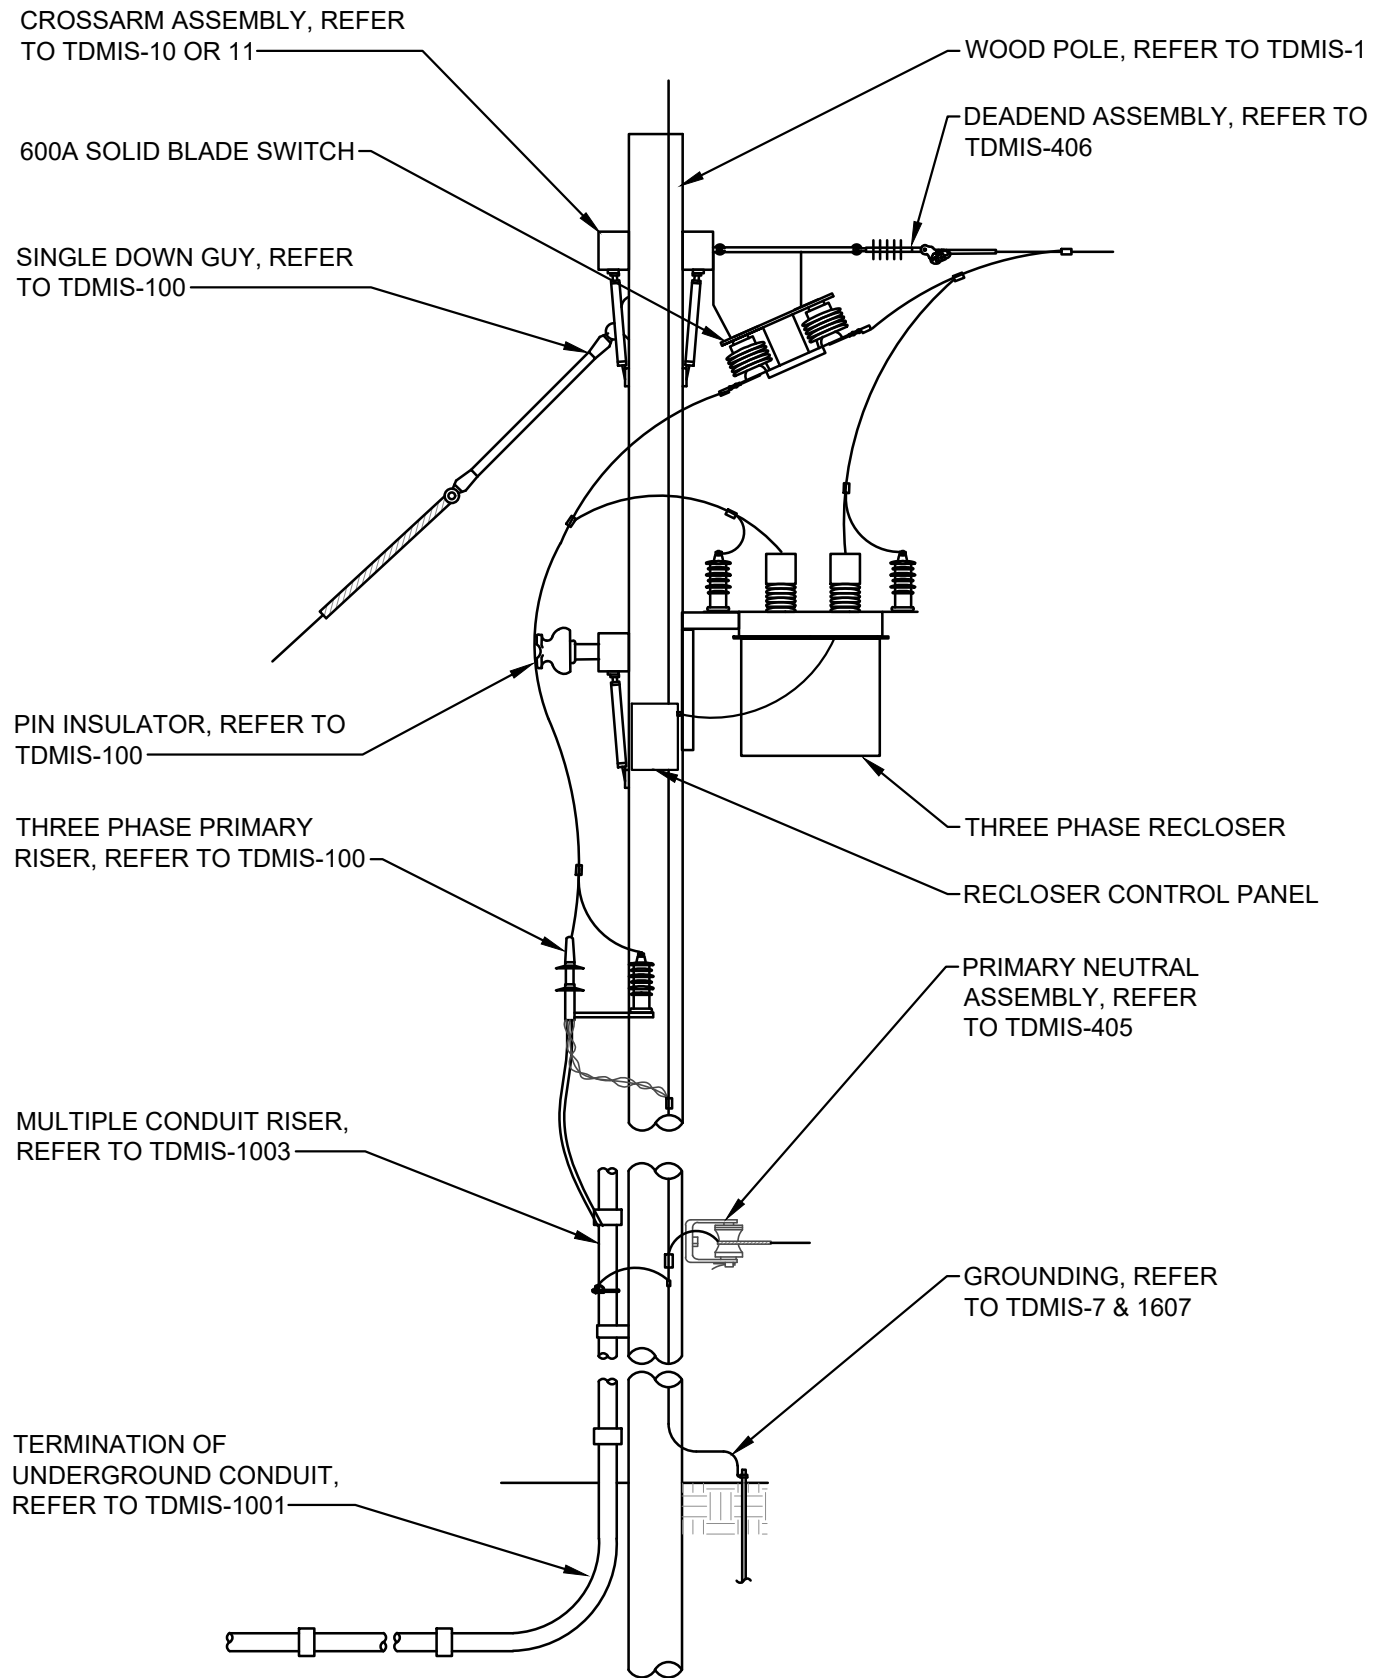 CROSSARM ASSEMBLY, REFER
TO TDMIS-10 OR 11
WOOD POLE, REFER TO TDMIS-1
DEADEND ASSEMBLY, REFER TO
TDMIS-406
600A SOLID BLADE SWITCH
SINGLE DOWN GUY, REFER
TO TDMIS-100
PIN INSULATOR, REFER TO
TDMIS-100
THREE PHASE PRIMARY
RISER, REFER TO TDMIS-100
THREE PHASE RECLOSER
RECLOSER CONTROL PANEL
PRIMARY NEUTRAL
ASSEMBLY, REFER
TO TDMIS-405
MULTIPLE CONDUIT RISER,
REFER TO TDMIS-1003
GROUNDING, REFER
TO TDMIS-7 & 1607
TERMINATION OF
UNDERGROUND CONDUIT,
REFER TO TDMIS-1001